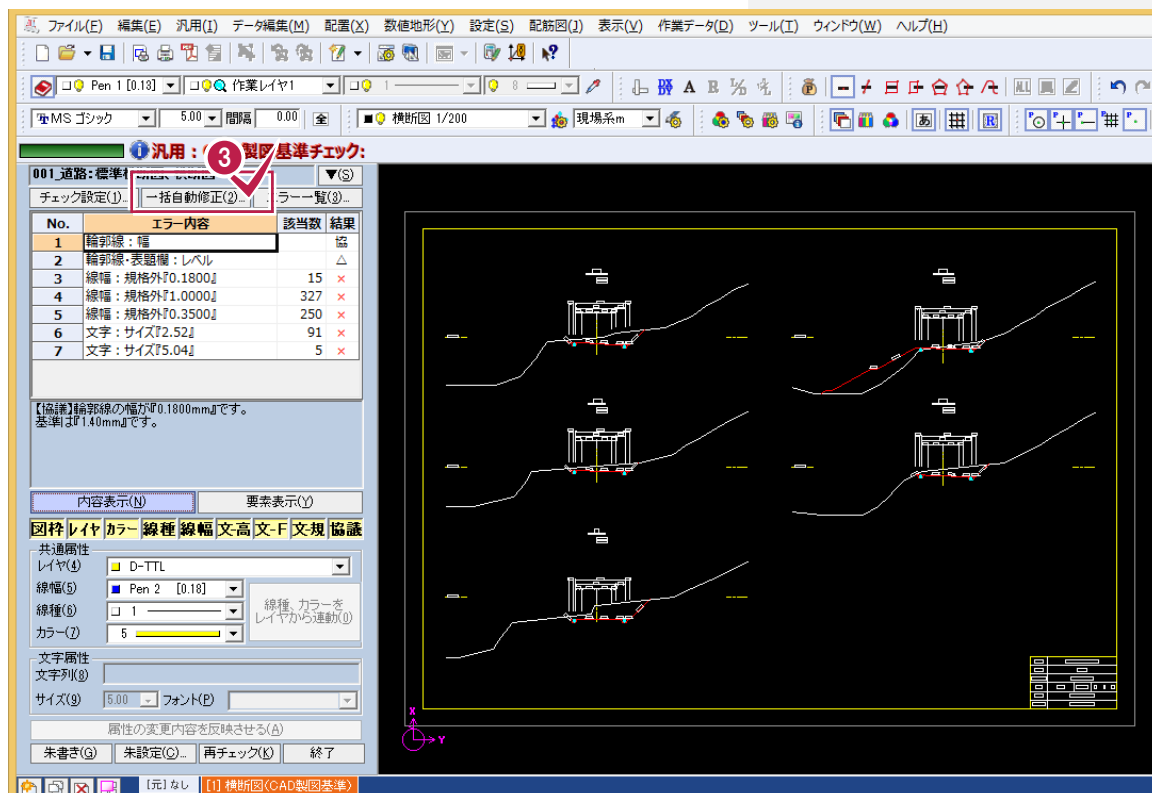 ファイル(F) 編集(E) 汎用(I) データ編集(M) 配置(X) 数値地形(Y) 設定(S) 配筋図(J) 表示(V) 作業データ(D) ツール(T) ウィンドウ(W) ヘルプ(H)
Pen 1 [0.13] 作業レイヤ1 1 8 A R
MS ゴシック 5.00 間隔 0.00 全 横断図 1/200 現場系m あ R
汎用: 製図基準チェック:
3
001_道路:標準 ▼(S)
チェック設定(1)... 一括自動修正(2)... ラー一覧(3)...
No. エラー内容 該当数 結果
1 輪郭線:幅 協
2 輪郭線・表題欄:レベル △
3 線幅:規格外『0.1800』 15 ×
4 線幅:規格外『1.0000』 327 ×
5 線幅:規格外『0.3500』 250 ×
6 文字:サイズ『2.52』 91 ×
7 文字:サイズ『5.04』 5 ×
【協議】輪郭線の幅が『0.1800mm』です。
基準は『1.40mm』です。
内容表示(N) 要素表示(Y)
図枠 レイヤ カラー 線種 線幅 文-高 文-F 文-規 協議
共通属性
レイヤ(4) D-TTL
線幅(5) Pen 2 [0.18]
線種(6) 1
線種、カラーを
レイヤから連動(0)
カラー(7) 5
文字属性
文字列(8)
サイズ(9) 5.00 フォント(P)
属性の変更内容を反映させる(A)
朱書き(G) 朱設定(C)... 再チェック(K) 終了
X
Y
[元] なし [1] 横断図(CAD製図基準)